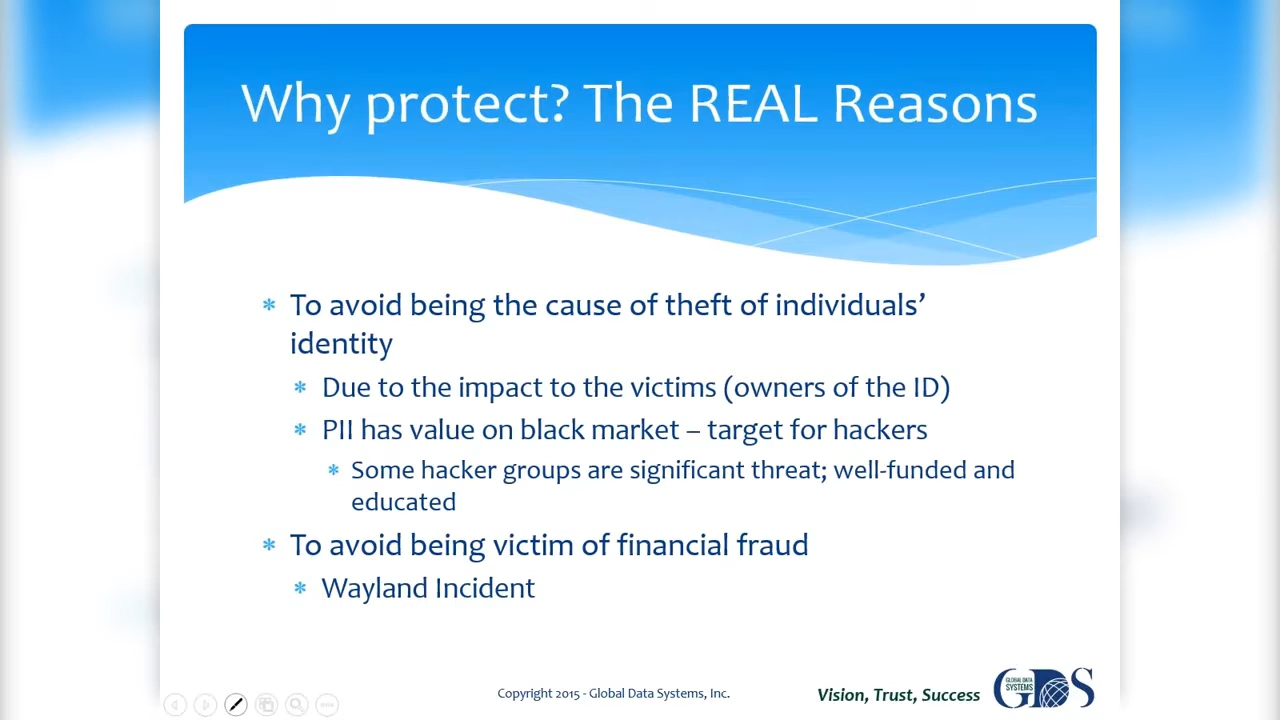 Why protect? The REAL Reasons
* To avoid being the cause of theft of individuals’
identity
* Due to the impact to the victims (owners of the ID)
* PII has value on black market – target for hackers
* Some hacker groups are significant threat; well-funded and
educated
* To avoid being victim of financial fraud
* Wayland Incident
Copyright 2015 - Global Data Systems, Inc.
Vision, Trust, Success
GLOBAL DATA
SYSTEMS
GDS